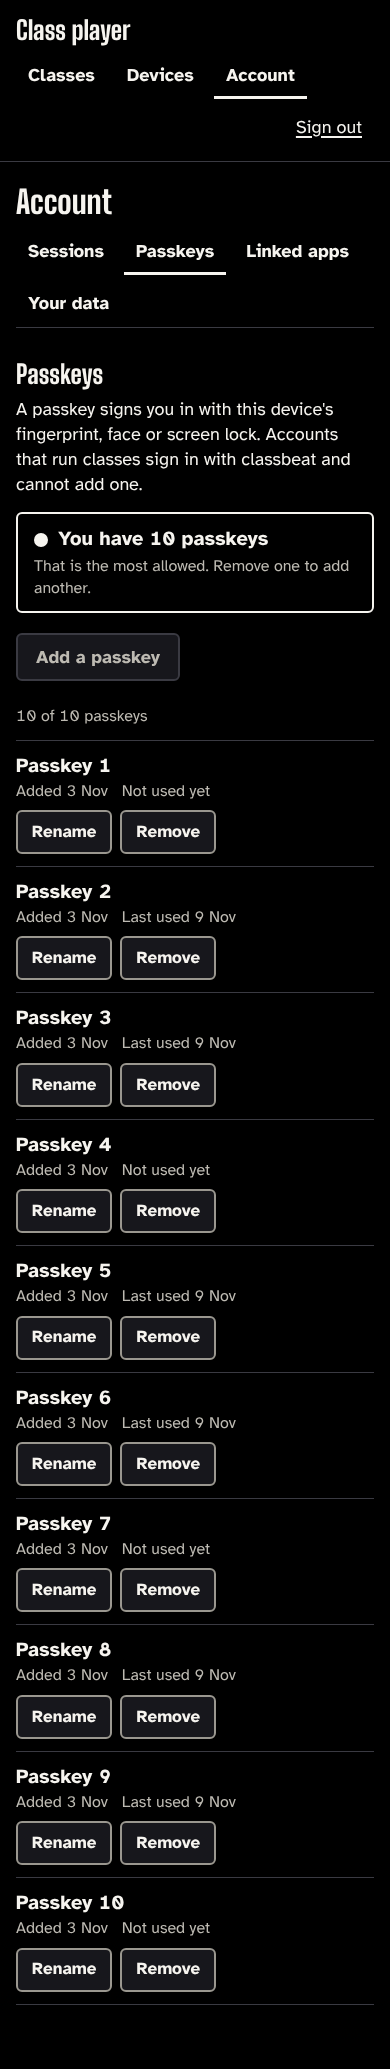 Class player
Classes Devices Account
Sign out
Account
Sessions Passkeys Linked apps
Your data
Passkeys
A passkey signs you in with this device's
fingerprint, face or screen lock. Accounts
that run classes sign in with classbeat and
cannot add one.
You have 10 passkeys
That is the most allowed. Remove one to add
another.
Add a passkey
10 of 10 passkeys
Passkey 1
Added 3 Nov Not used yet
Rename Remove
Passkey 2
Added 3 Nov Last used 9 Nov
Rename Remove
Passkey 3
Added 3 Nov Last used 9 Nov
Rename Remove
Passkey 4
Added 3 Nov Not used yet
Rename Remove
Passkey 5
Added 3 Nov Last used 9 Nov
Rename Remove
Passkey 6
Added 3 Nov Last used 9 Nov
Rename Remove
Passkey 7
Added 3 Nov Not used yet
Rename Remove
Passkey 8
Added 3 Nov Last used 9 Nov
Rename Remove
Passkey 9
Added 3 Nov Last used 9 Nov
Rename Remove
Passkey 10
Added 3 Nov Not used yet
Rename Remove